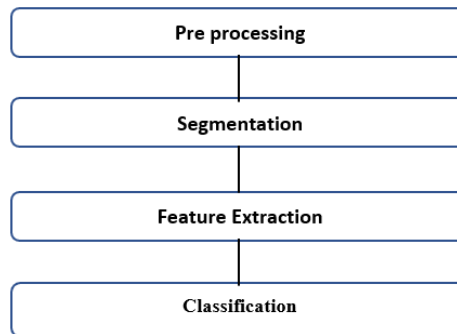 Pre processing
Segmentation
Feature Extraction
Classification